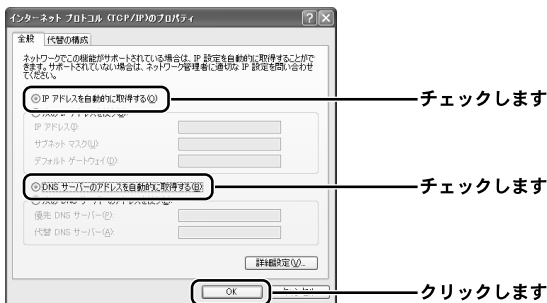 インターネット プロトコル (TCP/IP)のプロパティ
全般 代替の構成
ネットワークでこの機能がサポートされている場合は、IP 設定を自動的に取得することがで
きます。サポートされていない場合は、ネットワーク管理者に適切な IP 設定を問い合わせ
てください。
IP アドレスを自動的に取得する(O)
チェックします
IP アドレス(I):
サブネット マスク(U):
デフォルト ゲートウェイ(D):
DNS サーバーのアドレスを自動的に取得する(B)
チェックします
優先 DNS サーバー(P):
代替 DNS サーバー(A):
詳細設定(V)...
OK
クリックします